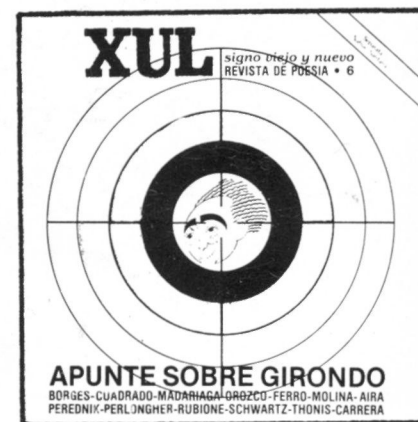 XUL
signo viejo y nuevo
REVISTA DE POESIA • 6
APUNTE SOBRE GIRONDO
BORGES-CUADRADO-MADARIAGA-OROZCO-FERRO-MOLINA-AIRA
PEREDNIK-PERLONGHER-RUBIONE-SCHWARTZ-THONIS-CARRERA